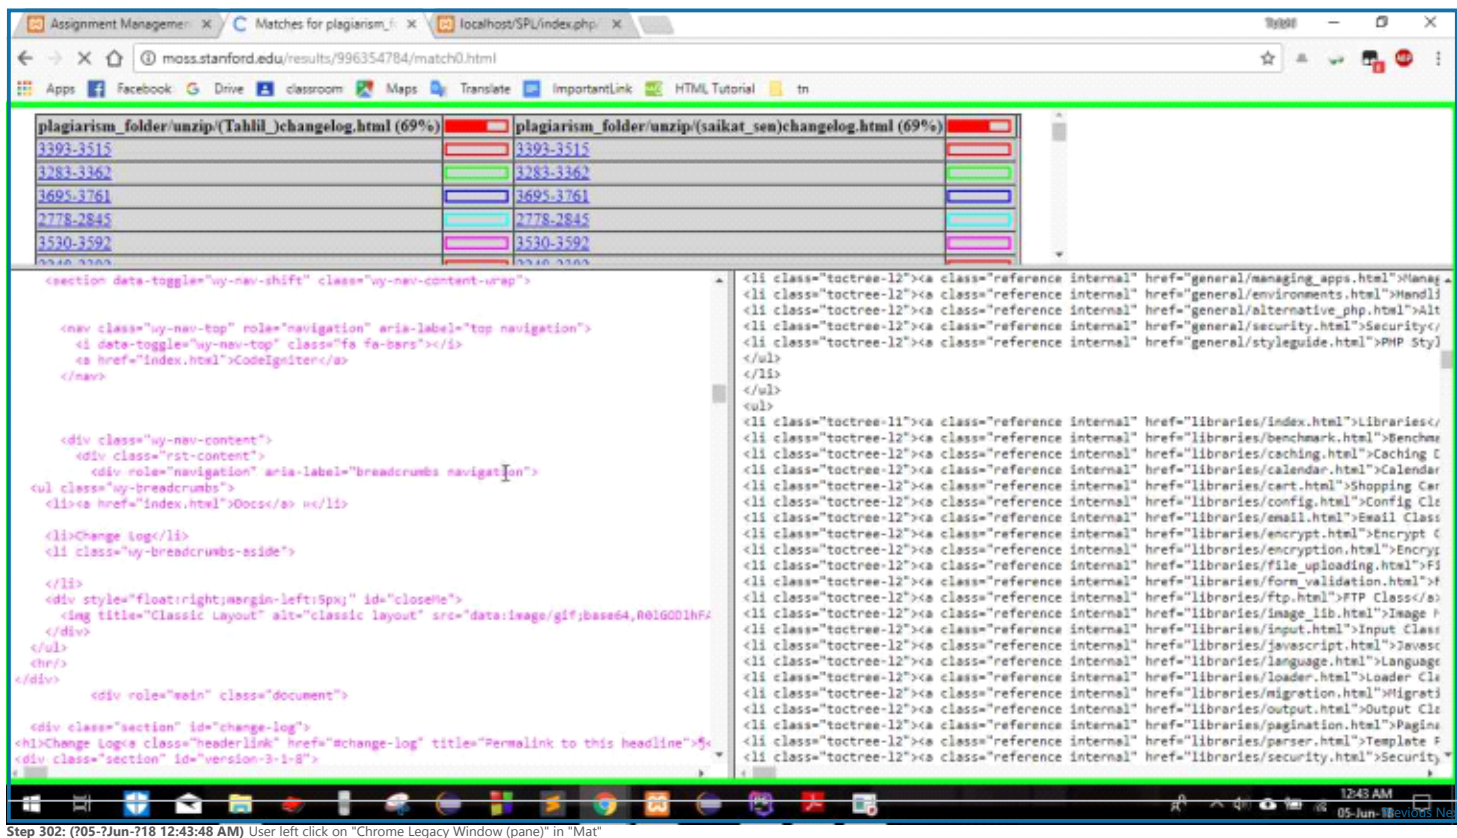 Assignment Managemen
Matches for plagiarism_f
localhost/SPL/index.php
moss.stanford.edu/results/996354784/match0.html
Apps Facebook Drive classroom Maps Translate ImportantLink HTML Tutorial tn
plagiarism_folder/unzip/(Tahlil_)changelog.html (69%) plagiarism_folder/unzip/(saikat_sen)changelog.html (69%)
3393-3515 3393-3515
3283-3362 3283-3362
3695-3761 3695-3761
2778-2845 2778-2845
3530-3592 3530-3592
<section data-toggle="wy-nav-shift" class="wy-nav-content-wrap">
<nav class="wy-nav-top" role="navigation" aria-label="top navigation">
<i data-toggle="wy-nav-top" class="fa fa-bars"></i>
<a href="index.html">CodeIgniter</a>
</nav>
<div class="wy-nav-content">
<div class="rst-content">
<div role="navigation" aria-label="breadcrumbs navigation">
<ul class="wy-breadcrumbs">
<li><a href="index.html">Docs</a> »</li>
<li>Change Log</li>
<li class="wy-breadcrumbs-aside">
</li>
<div style="float:right;margin-left:5px;" id="closeMe">
<img title="Classic Layout" alt="classic layout" src="data:image/gif;base64,R0lGODlhFA
</div>
</ul>
<hr/>
</div>
<div role="main" class="document">
<div class="section" id="change-log">
<h1>Change Log<a class="headerlink" href="#change-log" title="Permalink to this headline">¶<
<div class="section" id="version-3-1-8">
<li class="toctree-l2"><a class="reference internal" href="general/managing_apps.html">Manag
<li class="toctree-l2"><a class="reference internal" href="general/environments.html">Handli
<li class="toctree-l2"><a class="reference internal" href="general/alternative_php.html">Alt
<li class="toctree-l2"><a class="reference internal" href="general/security.html">Security</
<li class="toctree-l2"><a class="reference internal" href="general/styleguide.html">PHP Styl
</ul>
</li>
</ul>
<ul>
<li class="toctree-l1"><a class="reference internal" href="libraries/index.html">Libraries</
<li class="toctree-l2"><a class="reference internal" href="libraries/benchmark.html">Benchma
<li class="toctree-l2"><a class="reference internal" href="libraries/caching.html">Caching D
<li class="toctree-l2"><a class="reference internal" href="libraries/calendar.html">Calendar
<li class="toctree-l2"><a class="reference internal" href="libraries/cart.html">Shopping Car
<li class="toctree-l2"><a class="reference internal" href="libraries/config.html">Config Cla
<li class="toctree-l2"><a class="reference internal" href="libraries/email.html">Email Class
<li class="toctree-l2"><a class="reference internal" href="libraries/encrypt.html">Encrypt C
<li class="toctree-l2"><a class="reference internal" href="libraries/encryption.html">Encryp
<li class="toctree-l2"><a class="reference internal" href="libraries/file_uploading.html">Fi
<li class="toctree-l2"><a class="reference internal" href="libraries/form_validation.html">F
<li class="toctree-l2"><a class="reference internal" href="libraries/ftp.html">FTP Class</a>
<li class="toctree-l2"><a class="reference internal" href="libraries/image_lib.html">Image M
<li class="toctree-l2"><a class="reference internal" href="libraries/input.html">Input Class
<li class="toctree-l2"><a class="reference internal" href="libraries/javascript.html">Javasc
<li class="toctree-l2"><a class="reference internal" href="libraries/language.html">Language
<li class="toctree-l2"><a class="reference internal" href="libraries/loader.html">Loader Cla
<li class="toctree-l2"><a class="reference internal" href="libraries/migration.html">Migrati
<li class="toctree-l2"><a class="reference internal" href="libraries/output.html">Output Cla
<li class="toctree-l2"><a class="reference internal" href="libraries/pagination.html">Pagina
<li class="toctree-l2"><a class="reference internal" href="libraries/parser.html">Template P
<li class="toctree-l2"><a class="reference internal" href="libraries/security.html">Security
12:43 AM
05-Jun-18
Step 302: (?05-?Jun-?18 12:43:48 AM) User left click on "Chrome Legacy Window (pane)" in "Mat"